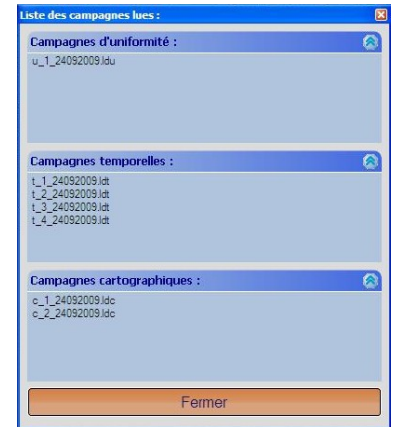 Liste des campagnes lues :
Campagnes d'uniformité :
u_1_24092009.ldu
Campagnes temporelles :
t_1_24092009.ldt
t_2_24092009.ldt
t_3_24092009.ldt
t_4_24092009.ldt
Campagnes cartographiques :
c_1_24092009.ldc
c_2_24092009.ldc
Fermer